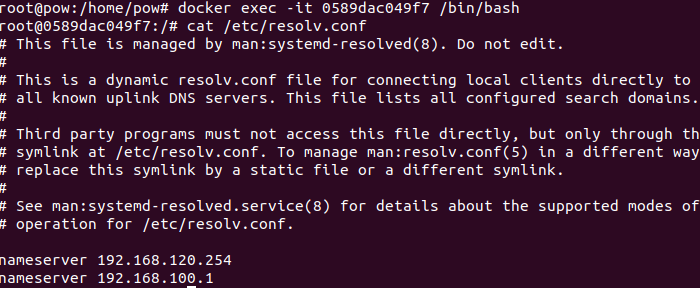 root@pow:/home/pow# docker exec -it 0589dac049f7 /bin/bash
root@0589dac049f7:/# cat /etc/resolv.conf
# This file is managed by man:systemd-resolved(8). Do not edit.
#
# This is a dynamic resolv.conf file for connecting local clients directly to
# all known uplink DNS servers. This file lists all configured search domains.
#
# Third party programs must not access this file directly, but only through th
# symlink at /etc/resolv.conf. To manage man:resolv.conf(5) in a different way
# replace this symlink by a static file or a different symlink.
#
# See man:systemd-resolved.service(8) for details about the supported modes of
# operation for /etc/resolv.conf.
nameserver 192.168.120.254
nameserver 192.168.100.1